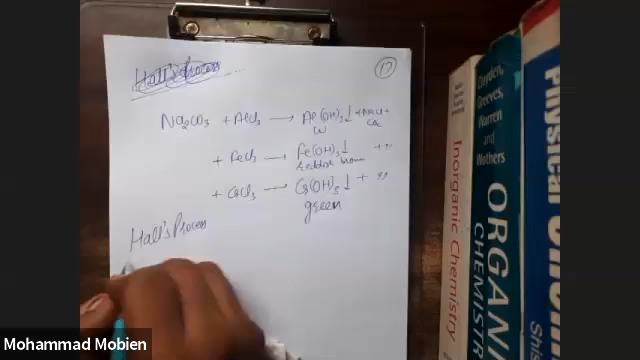 Hall's Process ...
17
Na2CO3 + AlCl3 → Al(OH)3↓ + NaCl +
W CO2
+ FeCl3 → Fe(OH)3↓ + "
Reddish brown
+ CrCl3 → Cr(OH)3↓ + "
green
Hall's Process
Inorganic Chemistry
Clayden, Greeves, Warren and Wothers
ORGANIC CHEMISTRY
Physical
Mohammad Mobien